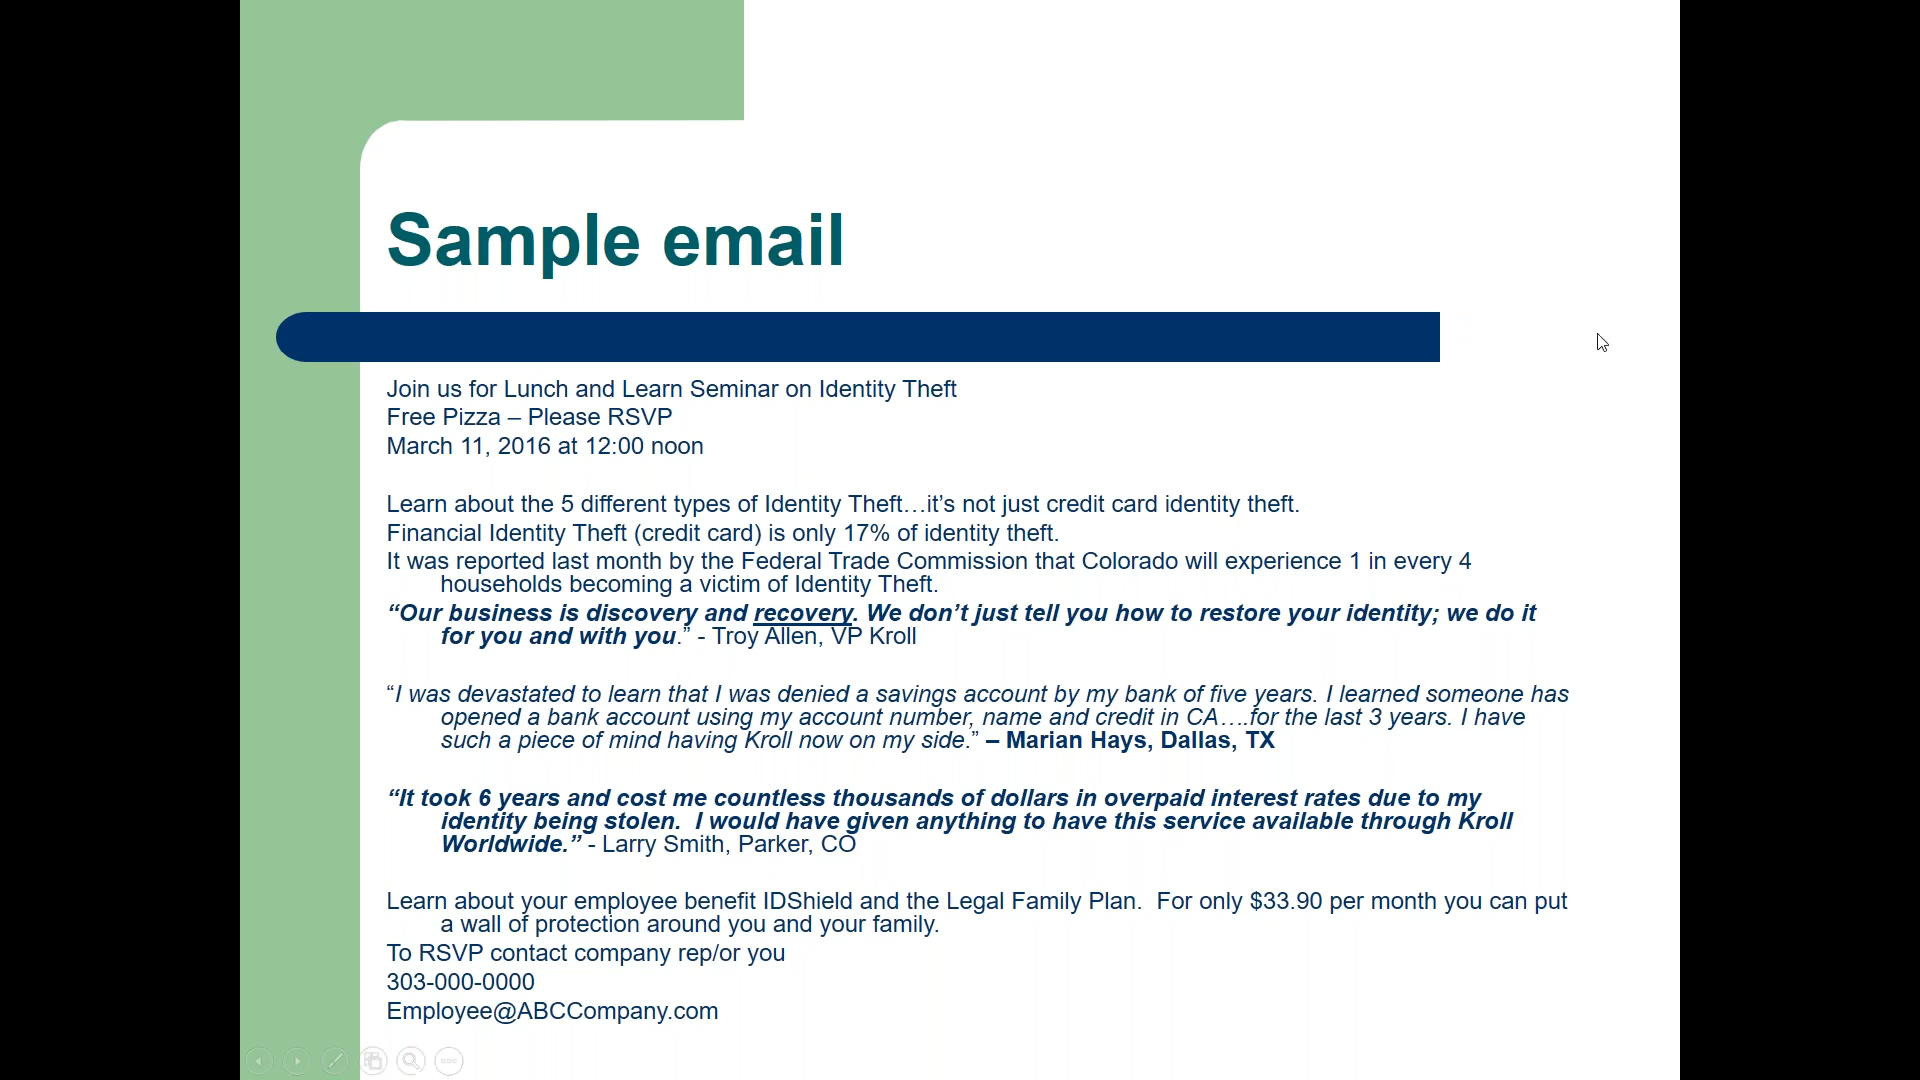 Sample email
Join us for Lunch and Learn Seminar on Identity Theft
Free Pizza – Please RSVP
March 11, 2016 at 12:00 noon
Learn about the 5 different types of Identity Theft…it’s not just credit card identity theft.
Financial Identity Theft (credit card) is only 17% of identity theft.
It was reported last month by the Federal Trade Commission that Colorado will experience 1 in every 4
households becoming a victim of Identity Theft.
“Our business is discovery and recovery. We don’t just tell you how to restore your identity; we do it
for you and with you.” - Troy Allen, VP Kroll
“I was devastated to learn that I was denied a savings account by my bank of five years. I learned someone has
opened a bank account using my account number, name and credit in CA….for the last 3 years. I have
such a piece of mind having Kroll now on my side.” – Marian Hays, Dallas, TX
“It took 6 years and cost me countless thousands of dollars in overpaid interest rates due to my
identity being stolen.  I would have given anything to have this service available through Kroll
Worldwide.” - Larry Smith, Parker, CO
Learn about your employee benefit IDShield and the Legal Family Plan.  For only $33.90 per month you can put
a wall of protection around you and your family.
To RSVP contact company rep/or you
303-000-0000
Employee@ABCCompany.com